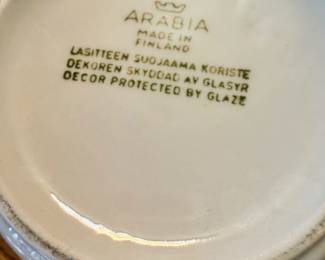 ARABIA
MADE IN
FINLAND
LASITTEEN SUOJAAMA KORISTE
DEKOREN SKYDDAD AV GLASYR
DECOR PROTECTED BY GLAZE